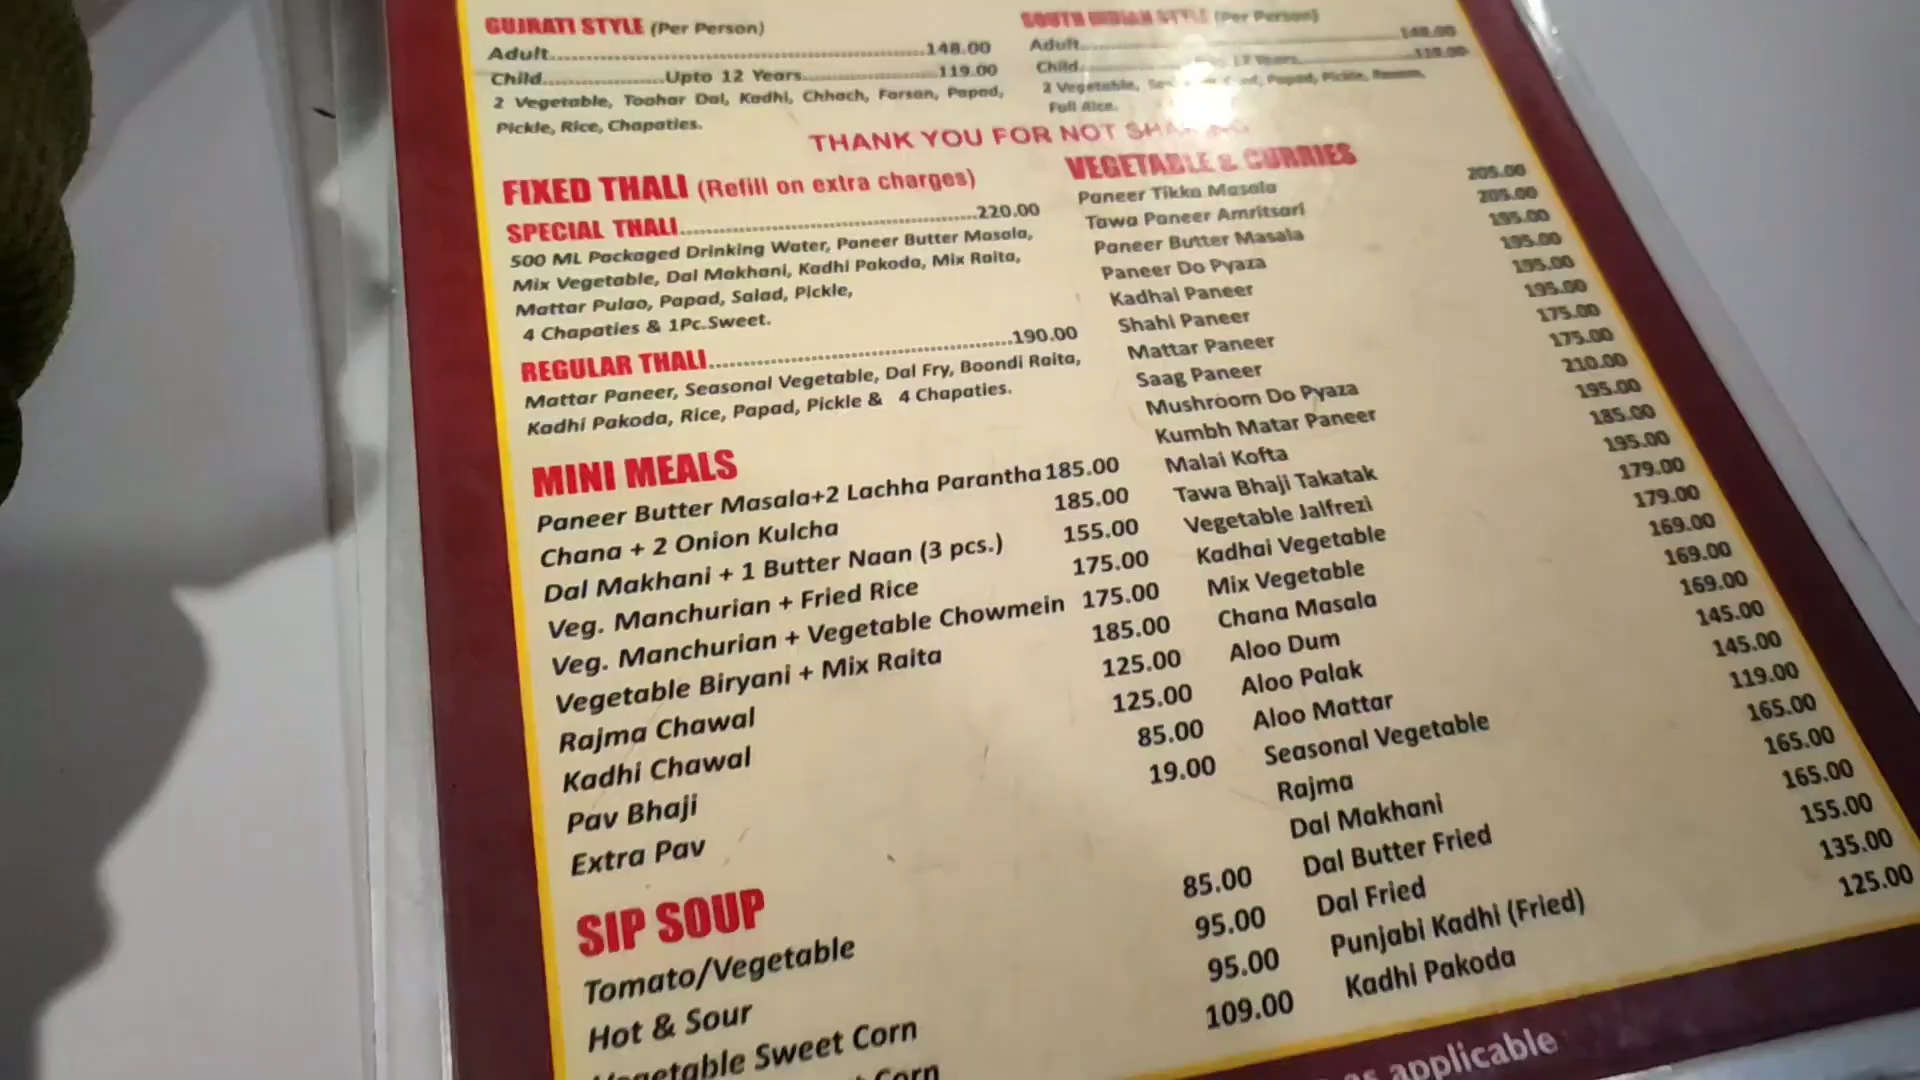 GUJRATI STYLE (Per Person)
Adult 148.00
Child Upto 12 Years 119.00
2 Vegetable, Toohar Dal, Kadhi, Chhach, Farsan, Papad,
Pickle, Rice, Chapaties.
SOUTH INDIAN STYLE (Per Person)
Adult 148.00
Child 12 Years 119.00
2 Vegetable, Papad, Pickle,
Full Rice.
THANK YOU FOR NOT
FIXED THALI (Refill on extra charges)
SPECIAL THALI 220.00
500 ML Packaged Drinking Water, Paneer Butter Masala,
Mix Vegetable, Dal Makhani, Kadhi Pakoda, Mix Raita,
Mattar Pulao, Papad, Salad, Pickle,
4 Chapaties & 1Pc.Sweet.
REGULAR THALI 190.00
Mattar Paneer, Seasonal Vegetable, Dal Fry, Boondi Raita,
Kadhi Pakoda, Rice, Papad, Pickle & 4 Chapaties.
MINI MEALS
Paneer Butter Masala+2 Lachha Parantha 185.00
Chana + 2 Onion Kulcha 185.00
Dal Makhani + 1 Butter Naan (3 pcs.) 155.00
Veg. Manchurian + Fried Rice 175.00
Veg. Manchurian + Vegetable Chowmein 175.00
Vegetable Biryani + Mix Raita 185.00
Rajma Chawal 125.00
Kadhi Chawal 125.00
Pav Bhaji 85.00
Extra Pav 19.00
SIP SOUP
Tomato/Vegetable 85.00
Hot & Sour 95.00
Vegetable Sweet Corn 95.00
Corn 109.00
VEGETABLE & CURRIES
Paneer Tikka Masala 205.00
Tawa Paneer Amritsari 205.00
Paneer Butter Masala 195.00
Paneer Do Pyaza 195.00
Kadhai Paneer 195.00
Shahi Paneer 195.00
Mattar Paneer 175.00
Saag Paneer 175.00
Mushroom Do Pyaza 210.00
Kumbh Matar Paneer 195.00
Malai Kofta 185.00
Tawa Bhaji Takatak 195.00
Vegetable Jalfrezi 179.00
Kadhai Vegetable 179.00
Mix Vegetable 169.00
Chana Masala 169.00
Aloo Dum 169.00
Aloo Palak 145.00
Aloo Mattar 145.00
Seasonal Vegetable 119.00
Rajma 165.00
Dal Makhani 165.00
Dal Butter Fried 165.00
Dal Fried 155.00
Punjabi Kadhi (Fried) 135.00
Kadhi Pakoda 125.00
as applicable